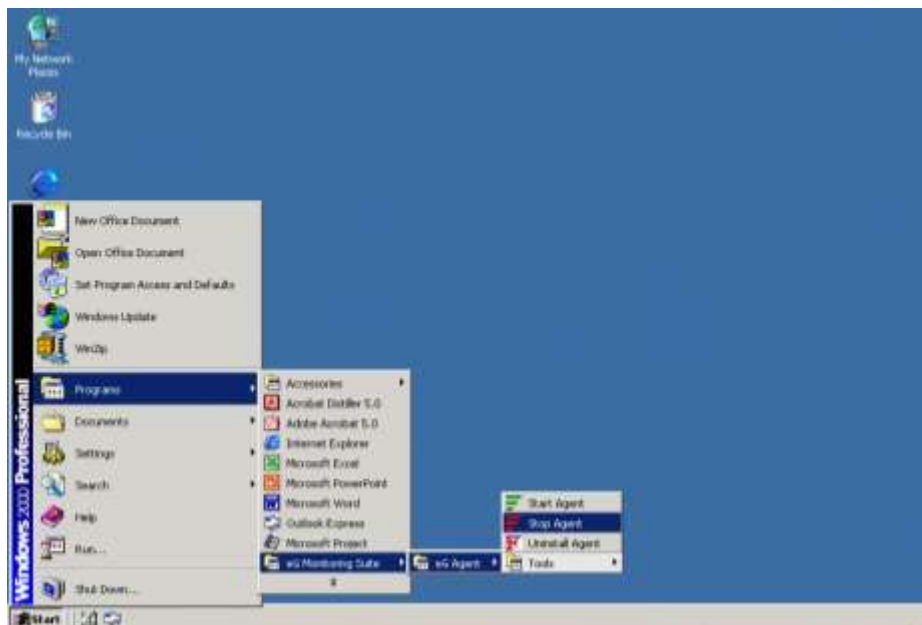 My Network
Places
Recycle Bin
New Office Document
Open Office Document
Set Program Access and Defaults
Windows Update
WinZip
Programs
Documents
Settings
Search
Help
Run...
Shut Down...
Windows 2000 Professional
Accessories
Acrobat Distiller 5.0
Adobe Acrobat 5.0
Internet Explorer
Microsoft Excel
Microsoft PowerPoint
Microsoft Word
Outlook Express
Microsoft Project
eG Monitoring Suite
eG Agent
Start Agent
Stop Agent
Uninstall Agent
Tools
Start